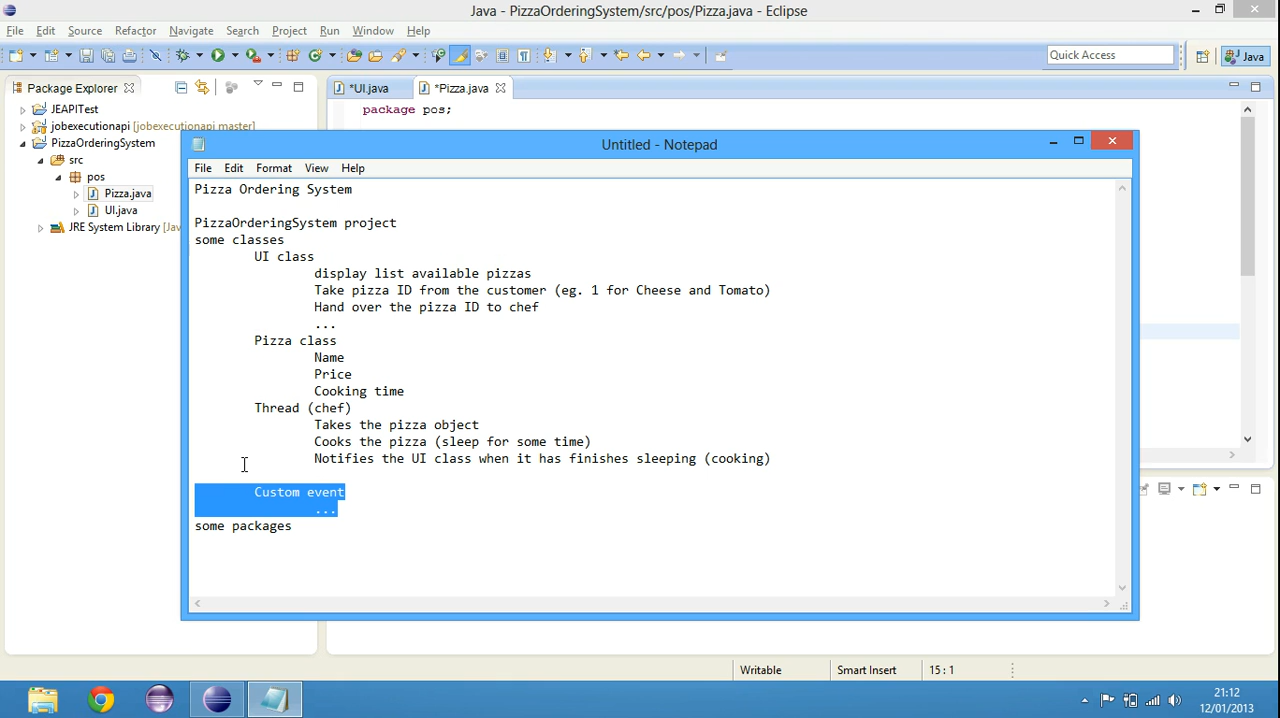 Java - PizzaOrderingSystem/src/pos/Pizza.java - Eclipse
File Edit Source Refactor Navigate Search Project Run Window Help
Quick Access
Java
Package Explorer
*UI.java
*Pizza.java
JEAPITest
jobexecutionapi [jobexecutionapi master]
PizzaOrderingSystem
src
pos
Pizza.java
UI.java
JRE System Library [Jav
package pos;
Untitled - Notepad
File Edit Format View Help
Pizza Ordering System
PizzaOrderingSystem project
some classes
UI class
display list available pizzas
Take pizza ID from the customer (eg. 1 for Cheese and Tomato)
Hand over the pizza ID to chef
...
Pizza class
Name
Price
Cooking time
Thread (chef)
Takes the pizza object
Cooks the pizza (sleep for some time)
Notifies the UI class when it has finishes sleeping (cooking)
Custom event
...
some packages
Writable
Smart Insert
15 : 1
21:12
12/01/2013